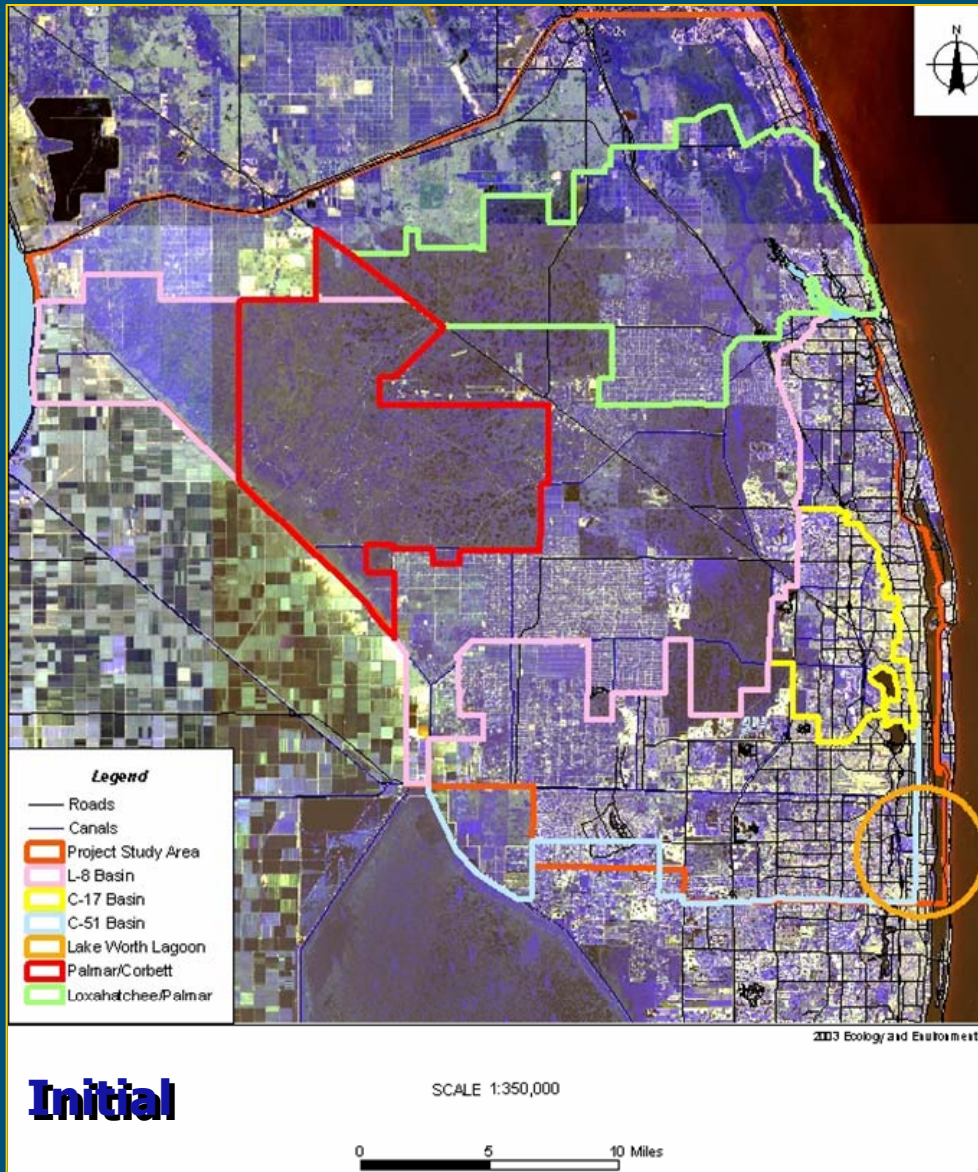 N
Legend
Roads
Canals
Project Study Area
L-8 Basin
C-17 Basin
C-51 Basin
Lake Worth Lagoon
Palmar/Corbett
Loxahatchee/Palmar
2003 Ecology and Environment
Initial
SCALE 1:350,000
0 5 10 Miles